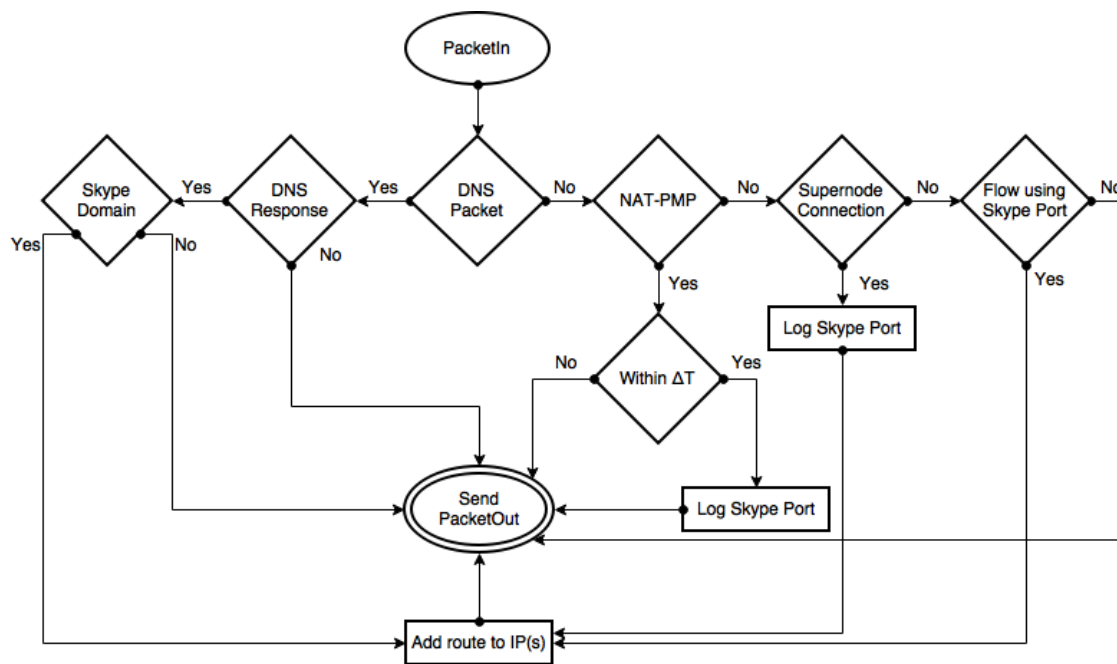 PacketIn
Skype
Domain
Yes
DNS
Response
Yes
DNS
Packet
No
NAT-PMP
No
Supernode
Connection
No
Flow using
Skype Port
No
Yes
No
No
Yes
Yes
Yes
Log Skype Port
No
Within ΔT
Yes
Send
PacketOut
Log Skype Port
Add route to IP(s)